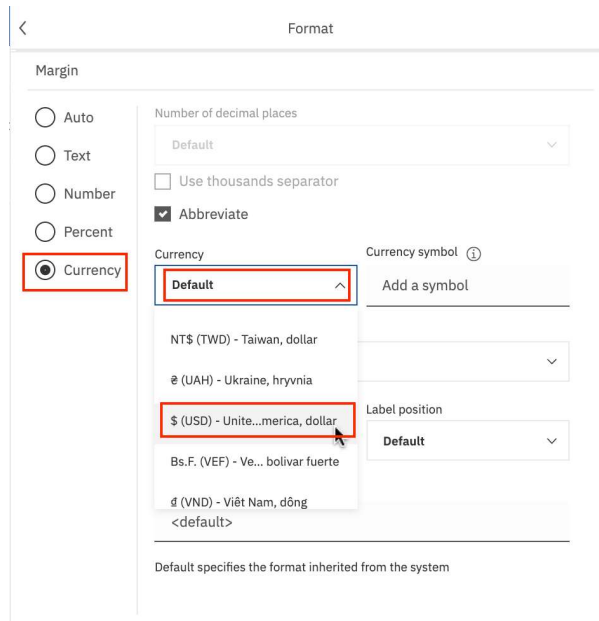 Format
Margin
Auto
Text
Number
Percent
Currency
Number of decimal places
Default
Use thousands separator
Abbreviate
Currency
Default
Currency symbol
Add a symbol
NT$ (TWD) - Taiwan, dollar
₴ (UAH) - Ukraine, hryvnia
$ (USD) - Unite...merica, dollar
Bs.F. (VEF) - Ve... bolivar fuerte
₫ (VND) - Viêt Nam, dông
Label position
Default
<default>
Default specifies the format inherited from the system